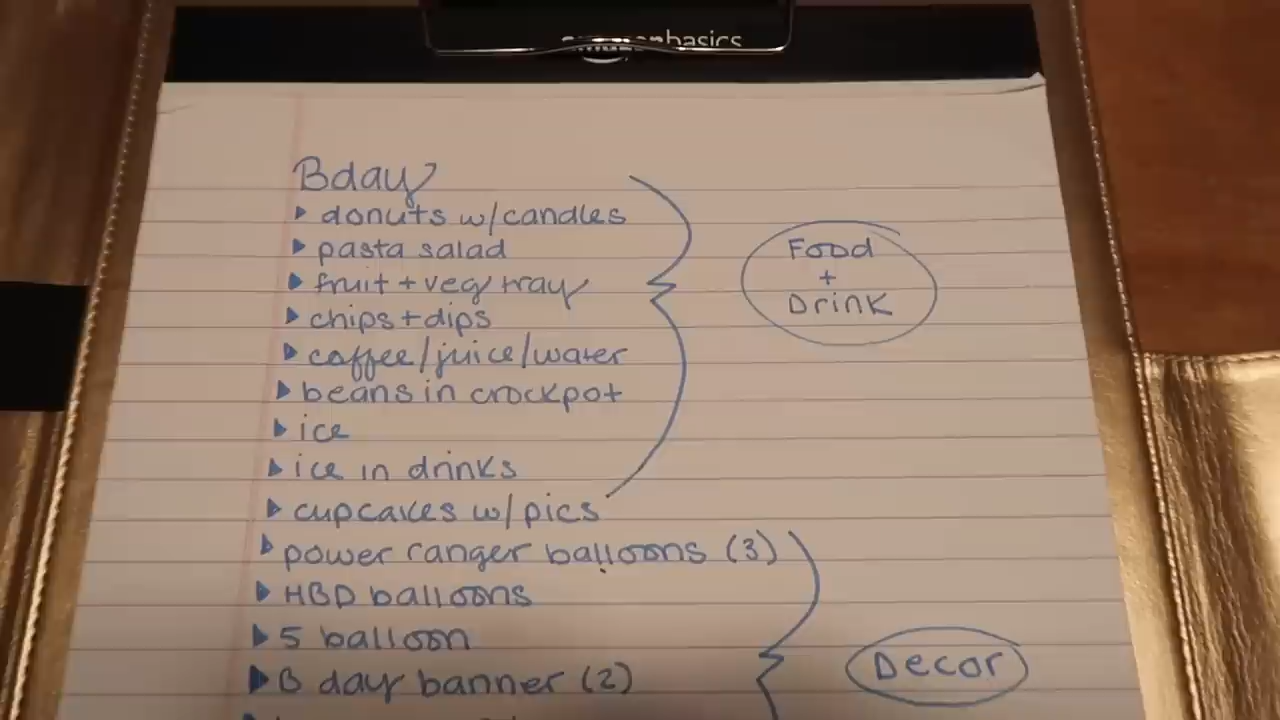 amazonbasics
Bday
donuts w/candles
pasta salad
fruit + veg tray
chips + dips
coffee/juice/water
beans in crockpot
ice
ice in drinks
cupcakes w/pics
Food
+
Drink
power ranger balloons (3)
HBD balloons
5 balloon
B day banner (2)
Decor